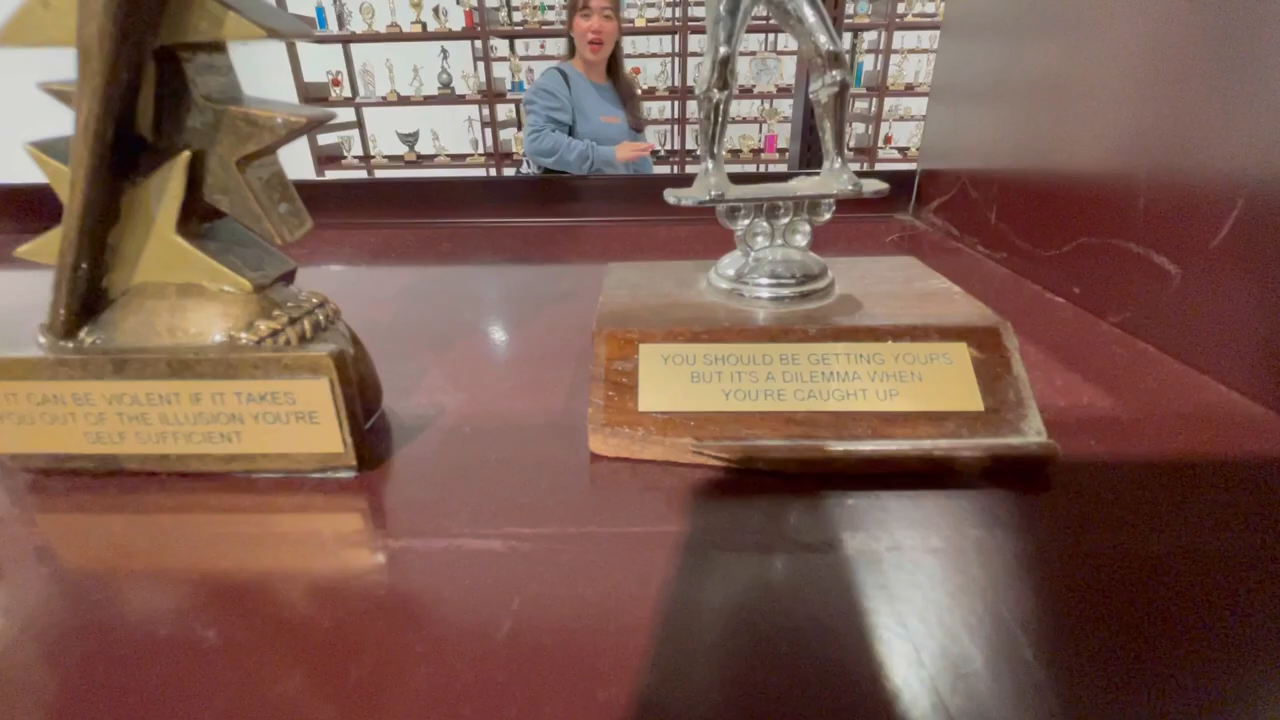 IT CAN BE VIOLENT IF IT TAKES
YOU OUT OF THE ILLUSION YOU'RE
SELF SUFFICIENT
YOU SHOULD BE GETTING YOURS
BUT IT'S A DILEMMA WHEN
YOU'RE CAUGHT UP